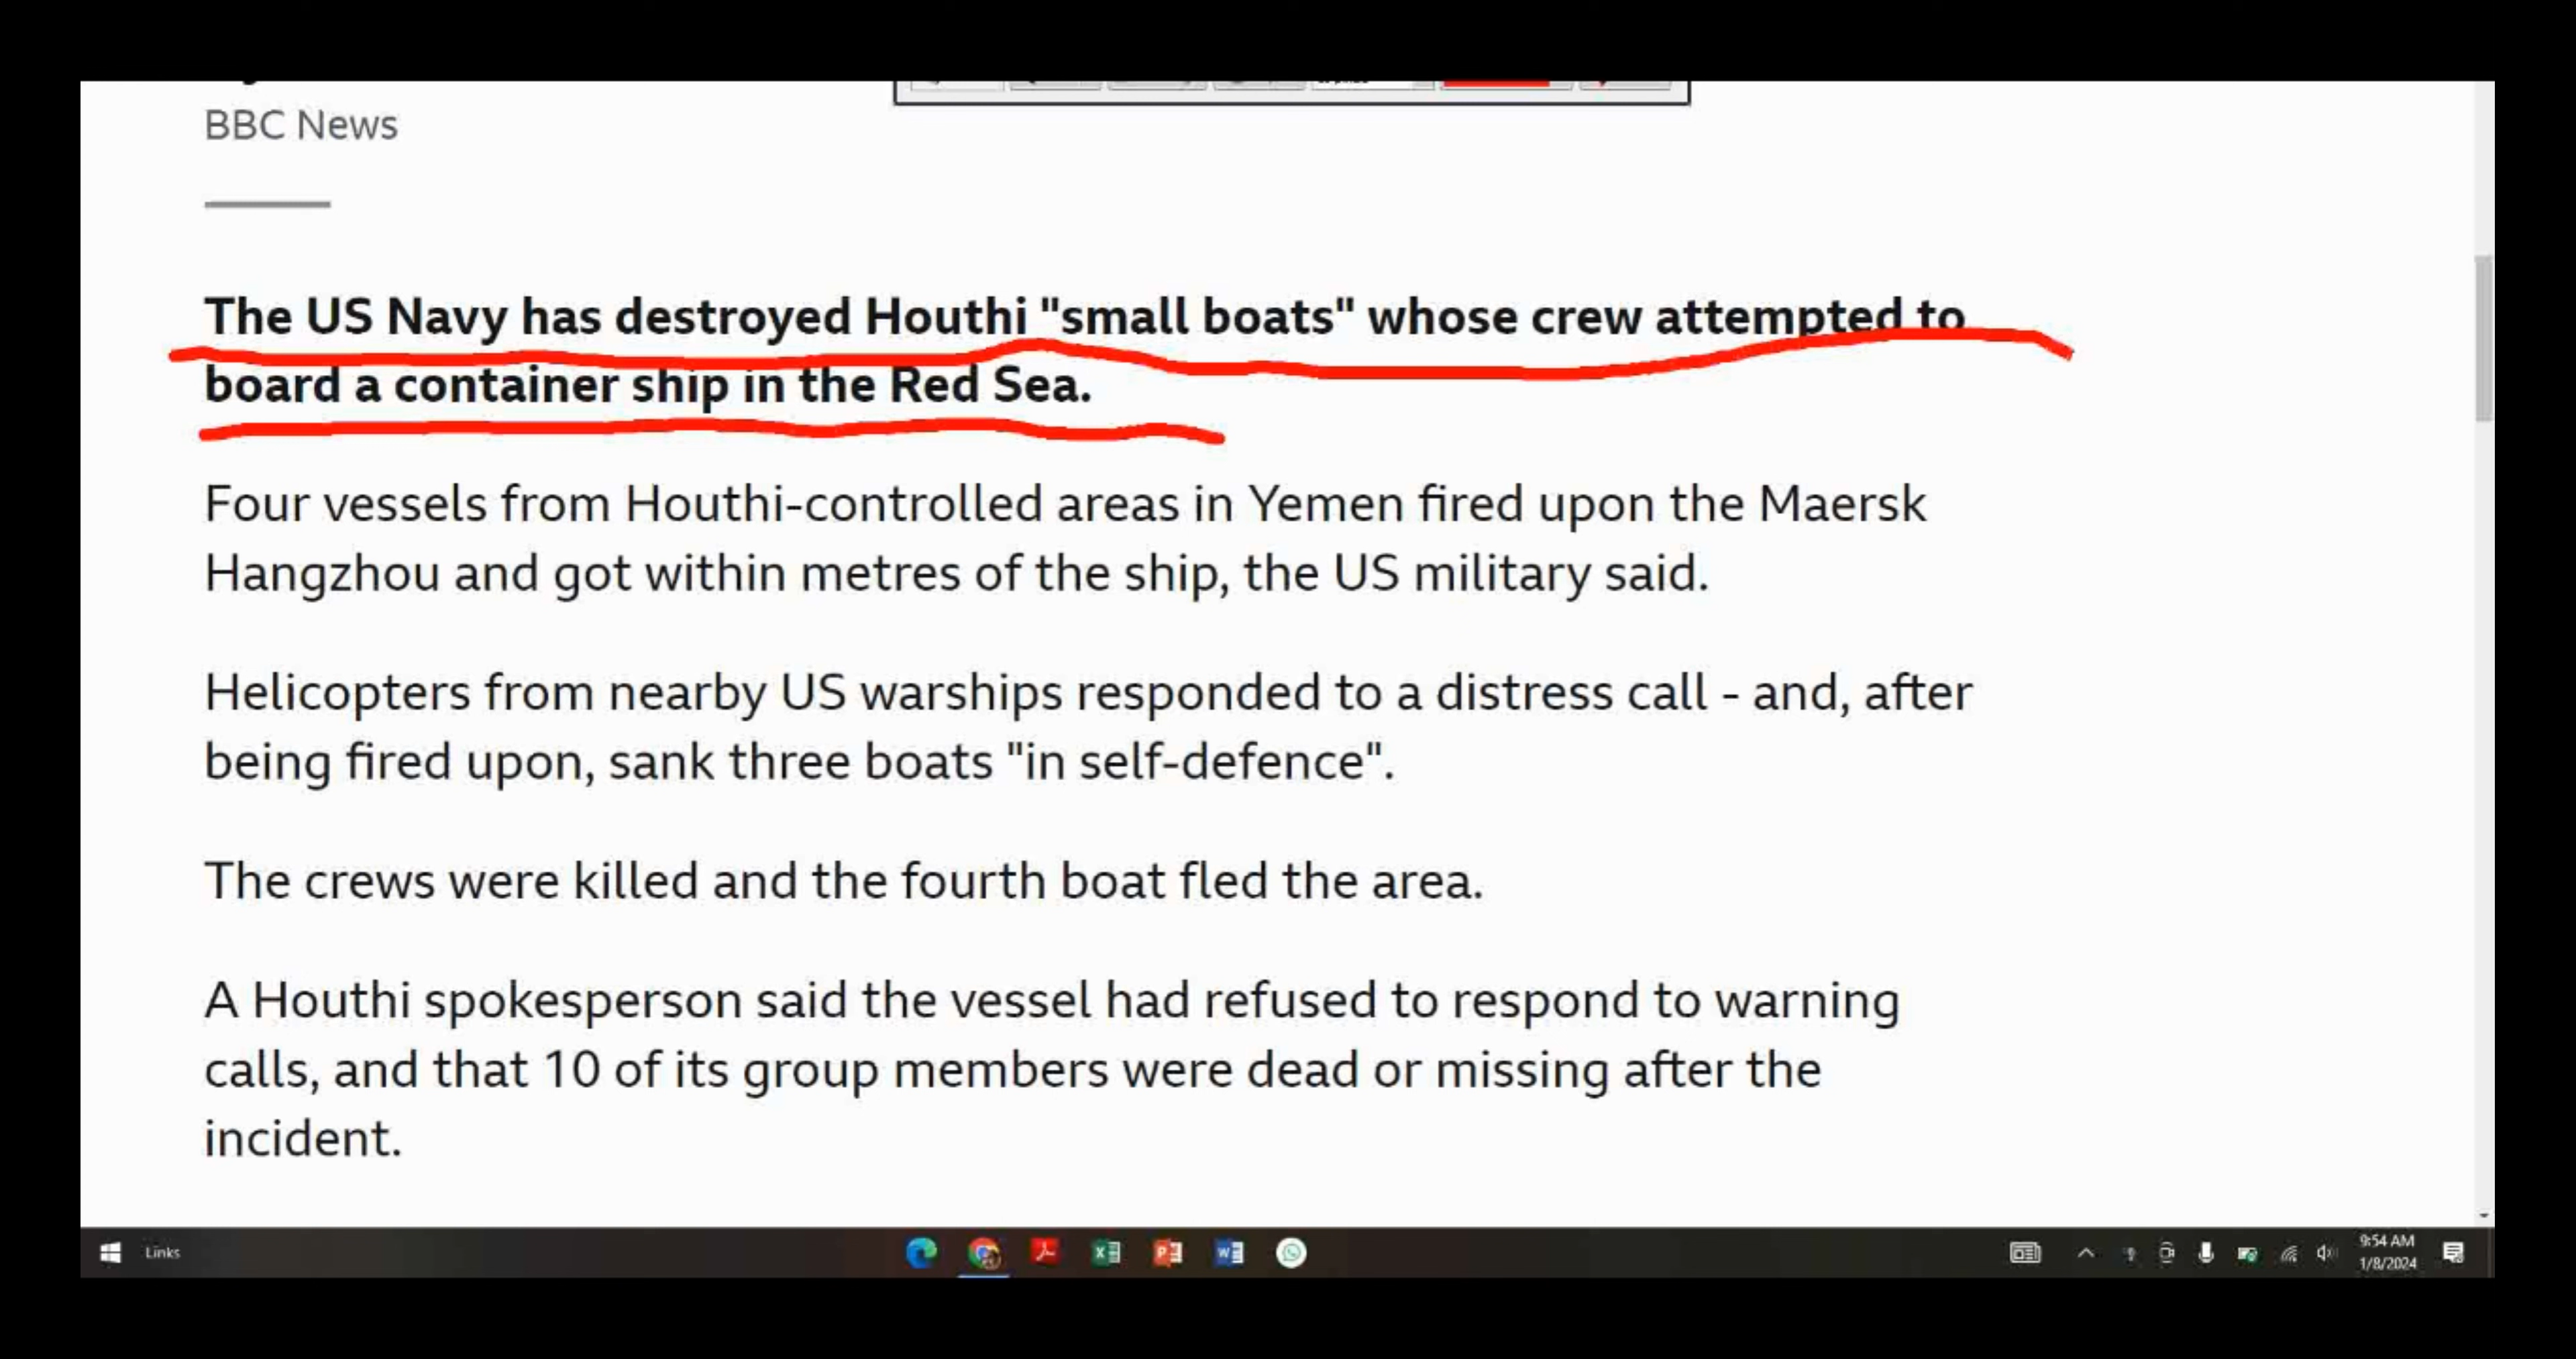 BBC News
The US Navy has destroyed Houthi "small boats" whose crew attempted to
board a container ship in the Red Sea.
Four vessels from Houthi-controlled areas in Yemen fired upon the Maersk
Hangzhou and got within metres of the ship, the US military said.
Helicopters from nearby US warships responded to a distress call - and, after
being fired upon, sank three boats "in self-defence".
The crews were killed and the fourth boat fled the area.
A Houthi spokesperson said the vessel had refused to respond to warning
calls, and that 10 of its group members were dead or missing after the
incident.
Links
9:54 AM
1/8/2024